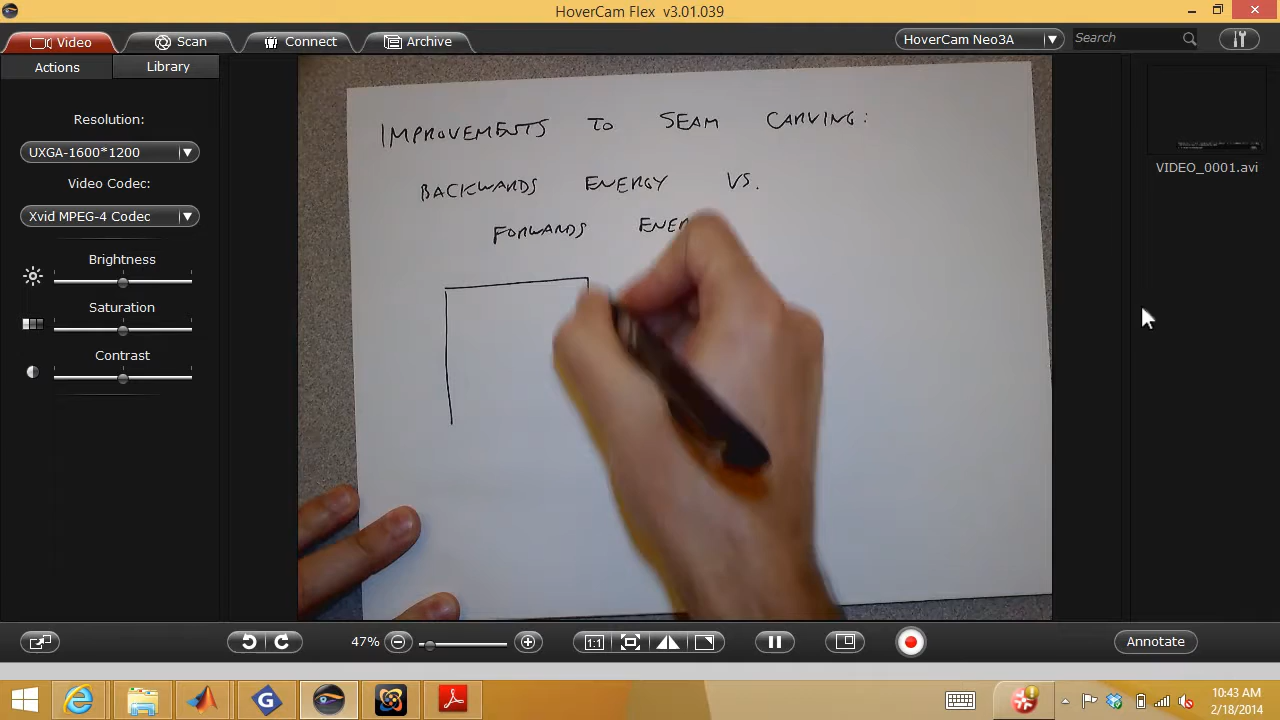 HoverCam Flex v3.01.039
Video
Scan
Connect
Archive
HoverCam Neo3A
Search
Actions
Library
Resolution:
UXGA-1600*1200
Video Codec:
Xvid MPEG-4 Codec
Brightness
Saturation
Contrast
IMPROVEMENTS TO SEAM CARVING:
BACKWARDS ENERGY VS.
FORWARDS
VIDEO_0001.avi
47%
1:1
Annotate
10:43 AM
2/18/2014